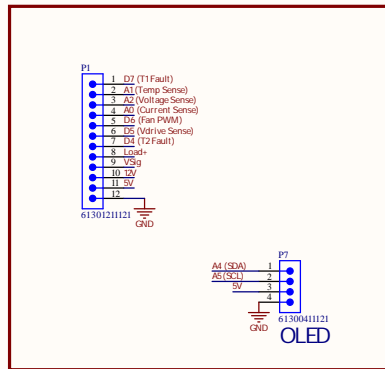 P1
1 D7 (T1 Fault)
2 A1 (Temp Sense)
3 A2 (Voltage Sense)
4 A0 (Current Sense)
5 D6 (Fan PWM)
6 D5 (Vdrive Sense)
7 D4 (T2 Fault)
8 Load+
9 VSig
10 12V
11 5V
12
61301211121
GND
P7
A4 (SDA) 1
A5 (SCL) 2
5V 3
4
61300411121
GND
OLED